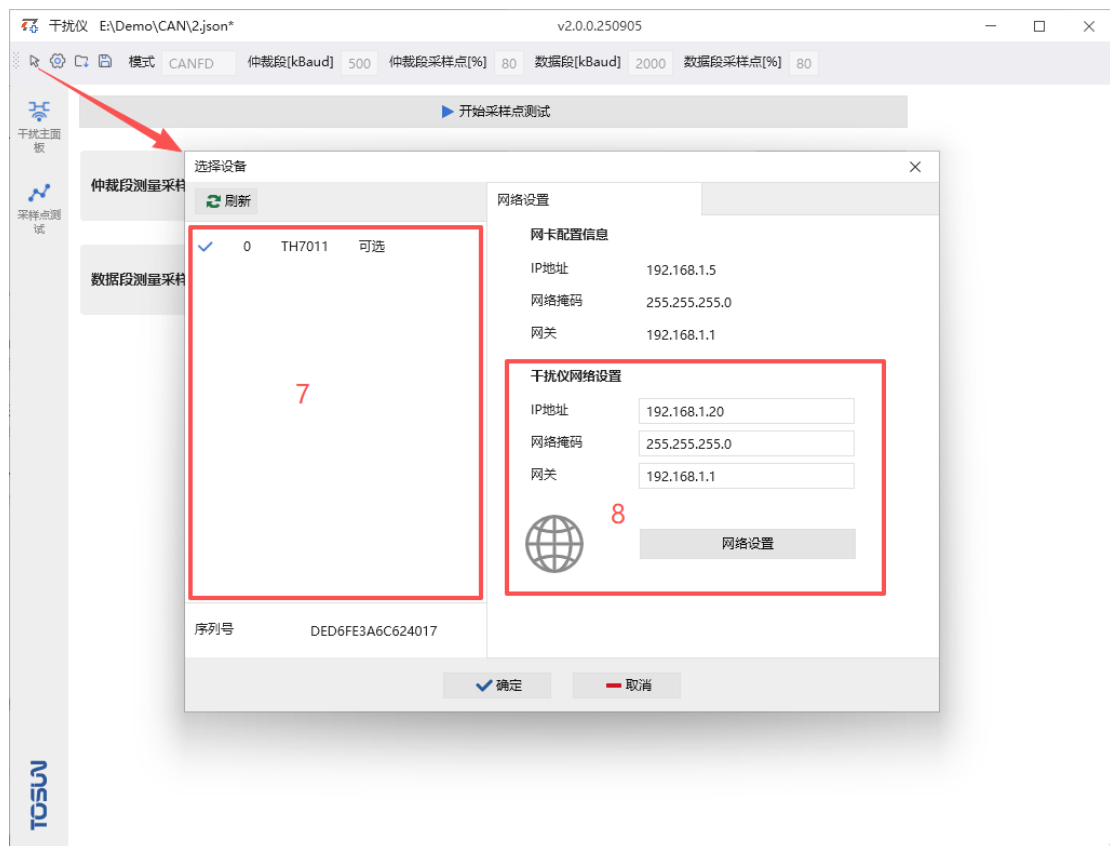 干扰仪 E:\Demo\CAN\2.json* v2.0.0.250905
模式 CANFD 仲裁段[kBaud] 500 仲裁段采样点[%] 80 数据段[kBaud] 2000 数据段采样点[%] 80
干扰主面
板
采样点测
试
开始采样点测试
仲裁段测量采样
数据段测量采样
选择设备
刷新
0 TH7011 可选
7
序列号 DED6FE3A6C624017
网络设置
网卡配置信息
IP地址 192.168.1.5
网络掩码 255.255.255.0
网关 192.168.1.1
干扰仪网络设置
IP地址 192.168.1.20
网络掩码 255.255.255.0
网关 192.168.1.1
8
网络设置
确定 取消
TOSUN